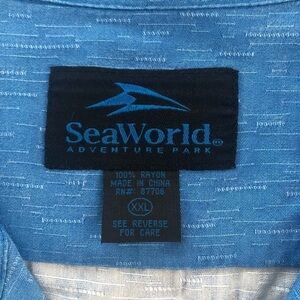 SeaWorld®
ADVENTURE PARK
100% RAYON
MADE IN CHINA
RN# 87706
XXL
SEE REVERSE
FOR CARE